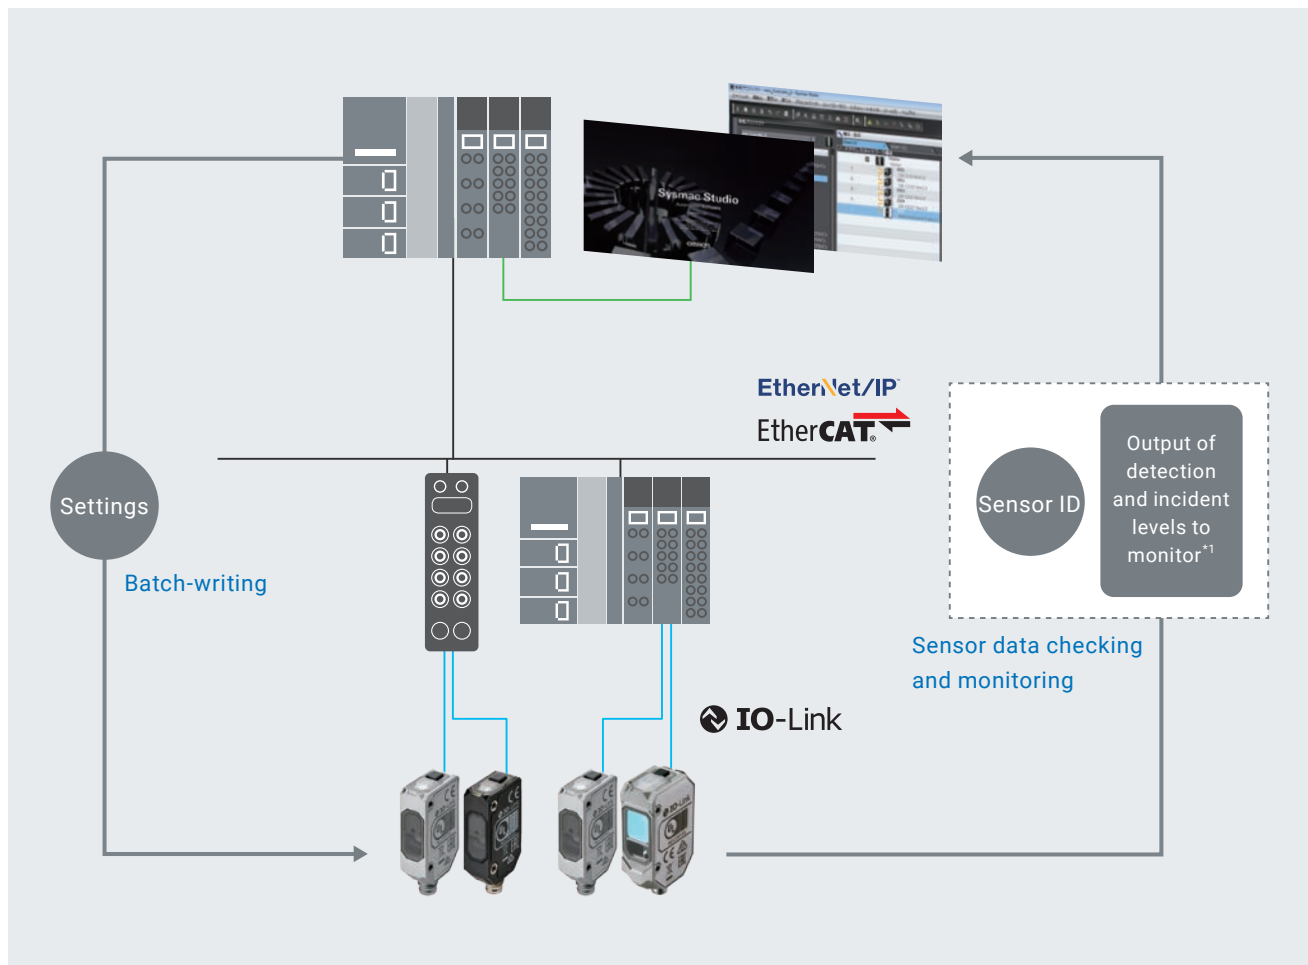 Sysmac Studio
EtherNet/IP™
EtherCAT®
Settings
Batch-writing
Sensor ID
Output of
detection
and incident
levels to
monitor*1
Sensor data checking
and monitoring
IO-Link